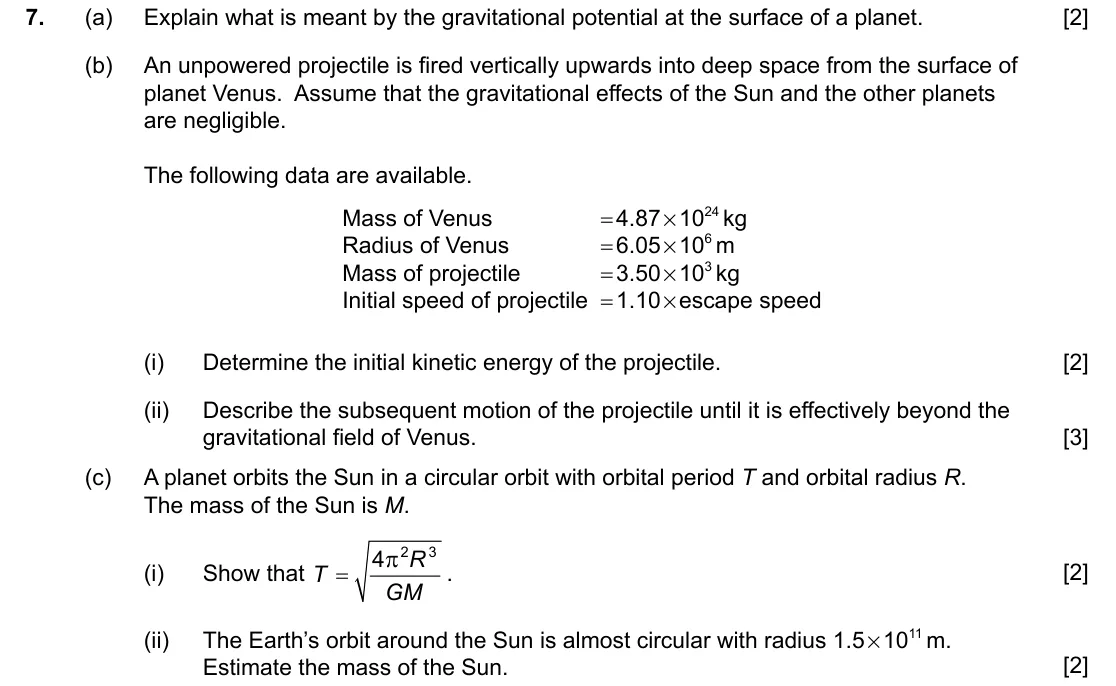 7. (a) Explain what is meant by the gravitational potential at the surface of a planet. [2]
(b) An unpowered projectile is fired vertically upwards into deep space from the surface of
planet Venus. Assume that the gravitational effects of the Sun and the other planets
are negligible.
The following data are available.
Mass of Venus =4.87×10²⁴ kg
Radius of Venus =6.05×10⁶ m
Mass of projectile =3.50×10³ kg
Initial speed of projectile =1.10×escape speed
(i) Determine the initial kinetic energy of the projectile. [2]
(ii) Describe the subsequent motion of the projectile until it is effectively beyond the
gravitational field of Venus. [3]
(c) A planet orbits the Sun in a circular orbit with orbital period T and orbital radius R.
The mass of the Sun is M.
(i) Show that T = √(4π²R³/GM) . [2]
(ii) The Earth's orbit around the Sun is almost circular with radius 1.5×10¹¹ m.
Estimate the mass of the Sun. [2]